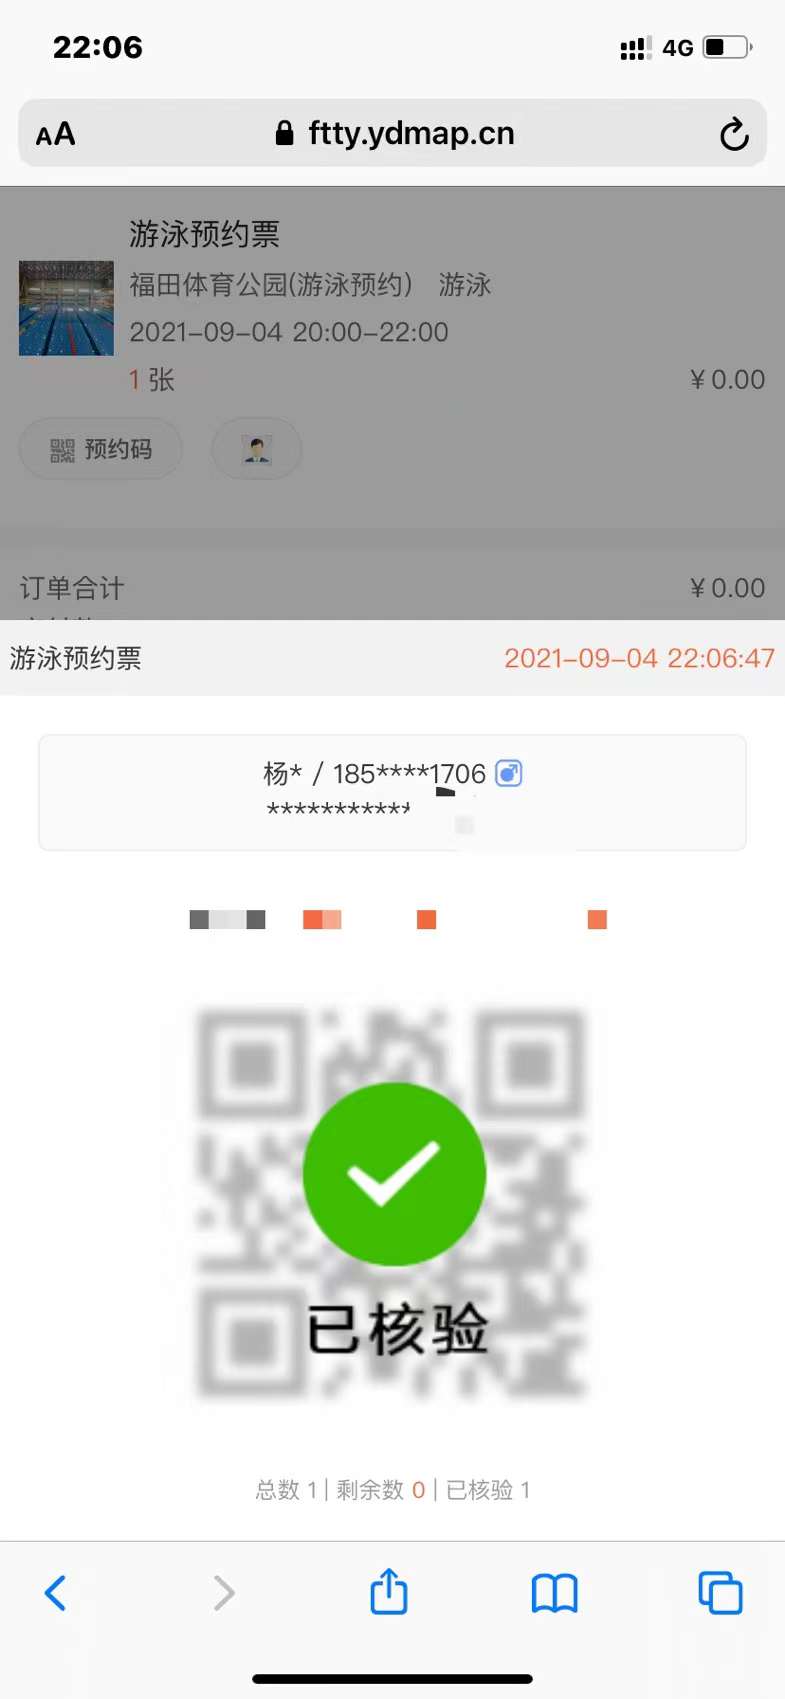 22:06
4G
AA
ftty.ydmap.cn
游泳预约票
福田体育公园(游泳预约) 游泳
2021-09-04 20:00-22:00
1 张
¥0.00
预约码
订单合计
¥0.00
游泳预约票
2021-09-04 22:06:47
杨* / 185****1706
***********
已核验
总数 1| 剩余数 0 | 已核验 1